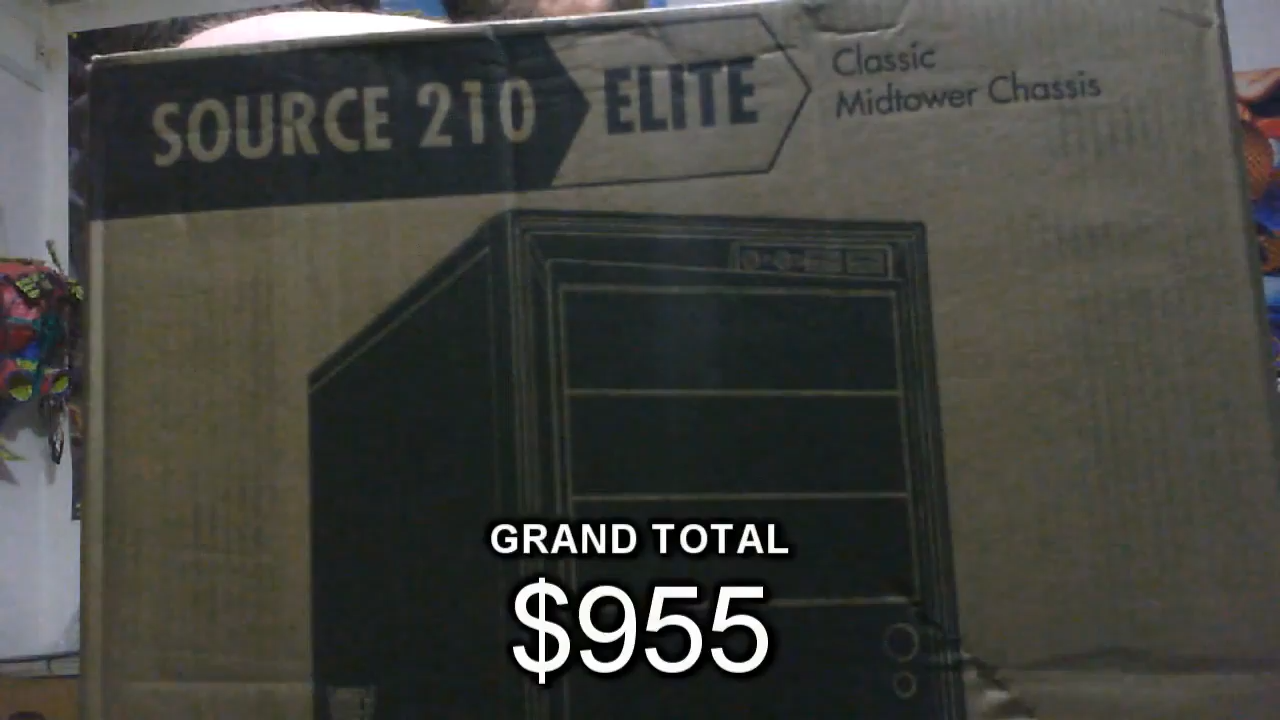 SOURCE 210 ELITE
Classic
Midtower Chassis
GRAND TOTAL
$955